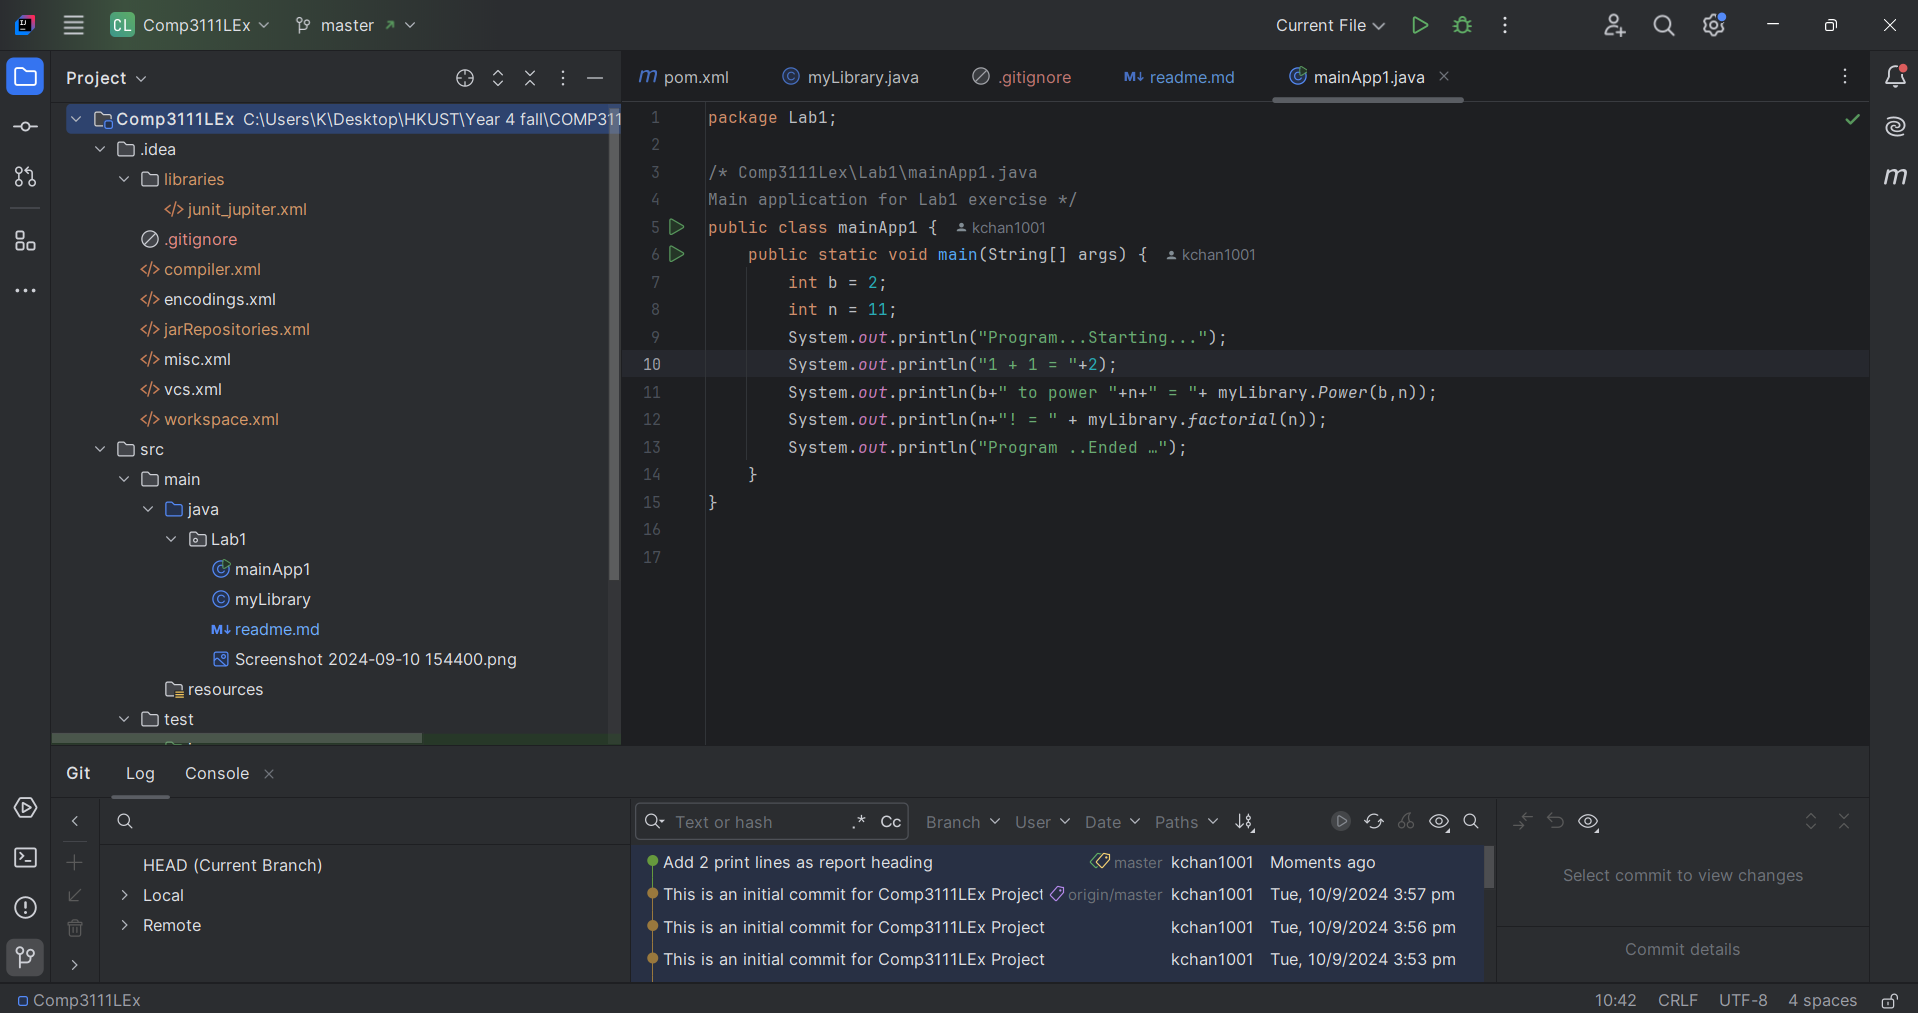 CL Comp3111LEx master Current File
Project
pom.xml myLibrary.java .gitignore readme.md mainApp1.java
Comp3111LEx C:\Users\K\Desktop\HKUST\Year 4 fall\COMP311
.idea
libraries
junit_jupiter.xml
.gitignore
compiler.xml
encodings.xml
jarRepositories.xml
misc.xml
vcs.xml
workspace.xml
src
main
java
Lab1
mainApp1
myLibrary
readme.md
Screenshot 2024-09-10 154400.png
resources
test
1 package Lab1;
2
3 /* Comp3111Lex\Lab1\mainApp1.java
4 Main application for Lab1 exercise */
5 public class mainApp1 { kchan1001
6 public static void main(String[] args) { kchan1001
7 int b = 2;
8 int n = 11;
9 System.out.println("Program...Starting...");
10 System.out.println("1 + 1 = "+2);
11 System.out.println(b+" to power "+n+" = "+ myLibrary.Power(b,n));
12 System.out.println(n+"! = " + myLibrary.factorial(n));
13 System.out.println("Program ..Ended …");
14 }
15 }
16
17
Git Log Console
HEAD (Current Branch)
Local
Remote
Text or hash .* Cc Branch User Date Paths
Add 2 print lines as report heading master kchan1001 Moments ago
This is an initial commit for Comp3111LEx Project origin/master kchan1001 Tue, 10/9/2024 3:57 pm
This is an initial commit for Comp3111LEx Project kchan1001 Tue, 10/9/2024 3:56 pm
This is an initial commit for Comp3111LEx Project kchan1001 Tue, 10/9/2024 3:53 pm
Select commit to view changes
Commit details
Comp3111LEx 10:42 CRLF UTF-8 4 spaces